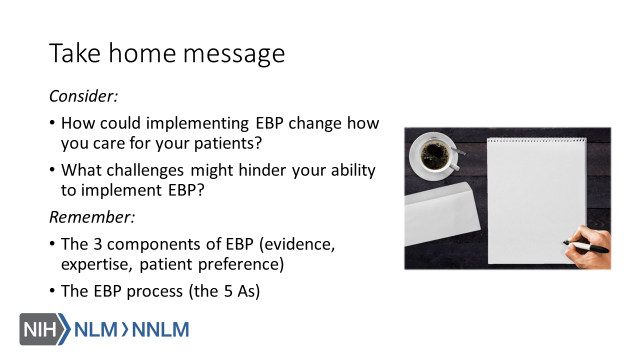 Take home message
Consider:
• How could implementing EBP change how
you care for your patients?
• What challenges might hinder your ability
to implement EBP?
Remember:
• The 3 components of EBP (evidence,
expertise, patient preference)
• The EBP process (the 5 As)
NIH NLM NNLM